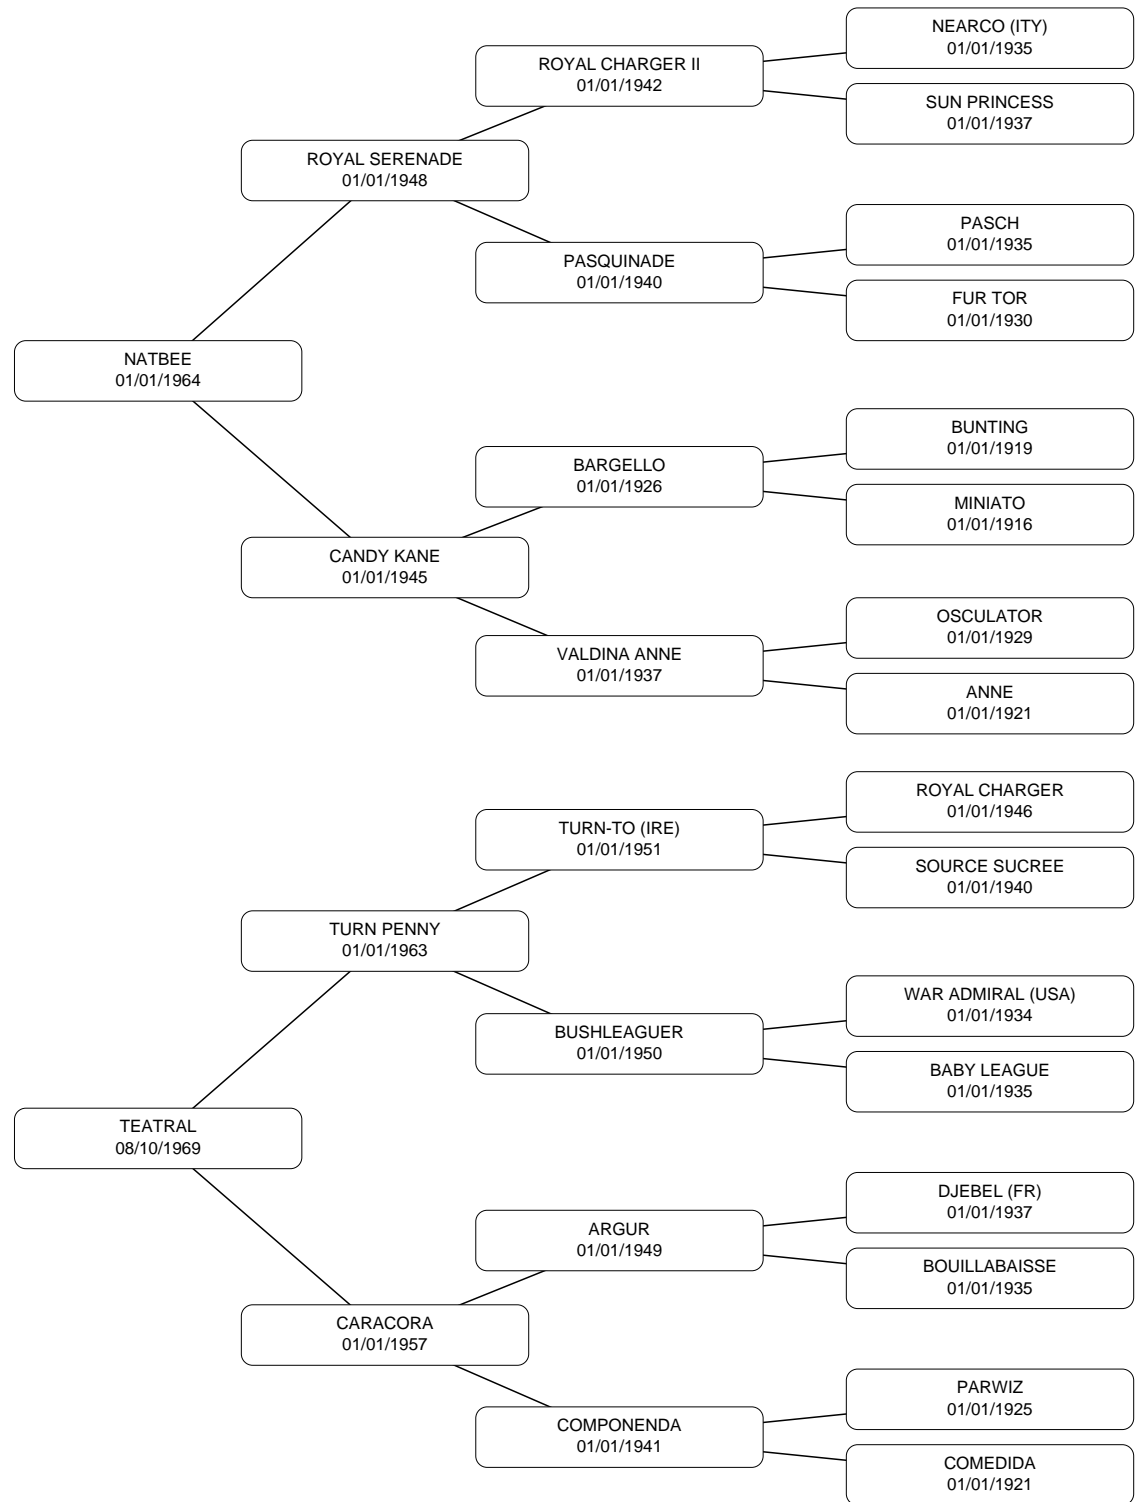 NEARCO (ITY)
01/01/1935
ROYAL CHARGER II
01/01/1942
SUN PRINCESS
01/01/1937
ROYAL SERENADE
01/01/1948
PASCH
01/01/1935
PASQUINADE
01/01/1940
FUR TOR
01/01/1930
NATBEE
01/01/1964
BUNTING
01/01/1919
BARGELLO
01/01/1926
MINIATO
01/01/1916
CANDY KANE
01/01/1945
OSCULATOR
01/01/1929
VALDINA ANNE
01/01/1937
ANNE
01/01/1921
ROYAL CHARGER
01/01/1946
TURN-TO (IRE)
01/01/1951
SOURCE SUCREE
01/01/1940
TURN PENNY
01/01/1963
WAR ADMIRAL (USA)
01/01/1934
BUSHLEAGUER
01/01/1950
BABY LEAGUE
01/01/1935
TEATRAL
08/10/1969
DJEBEL (FR)
01/01/1937
ARGUR
01/01/1949
BOUILLABAISSE
01/01/1935
CARACORA
01/01/1957
PARWIZ
01/01/1925
COMPONENDA
01/01/1941
COMEDIDA
01/01/1921